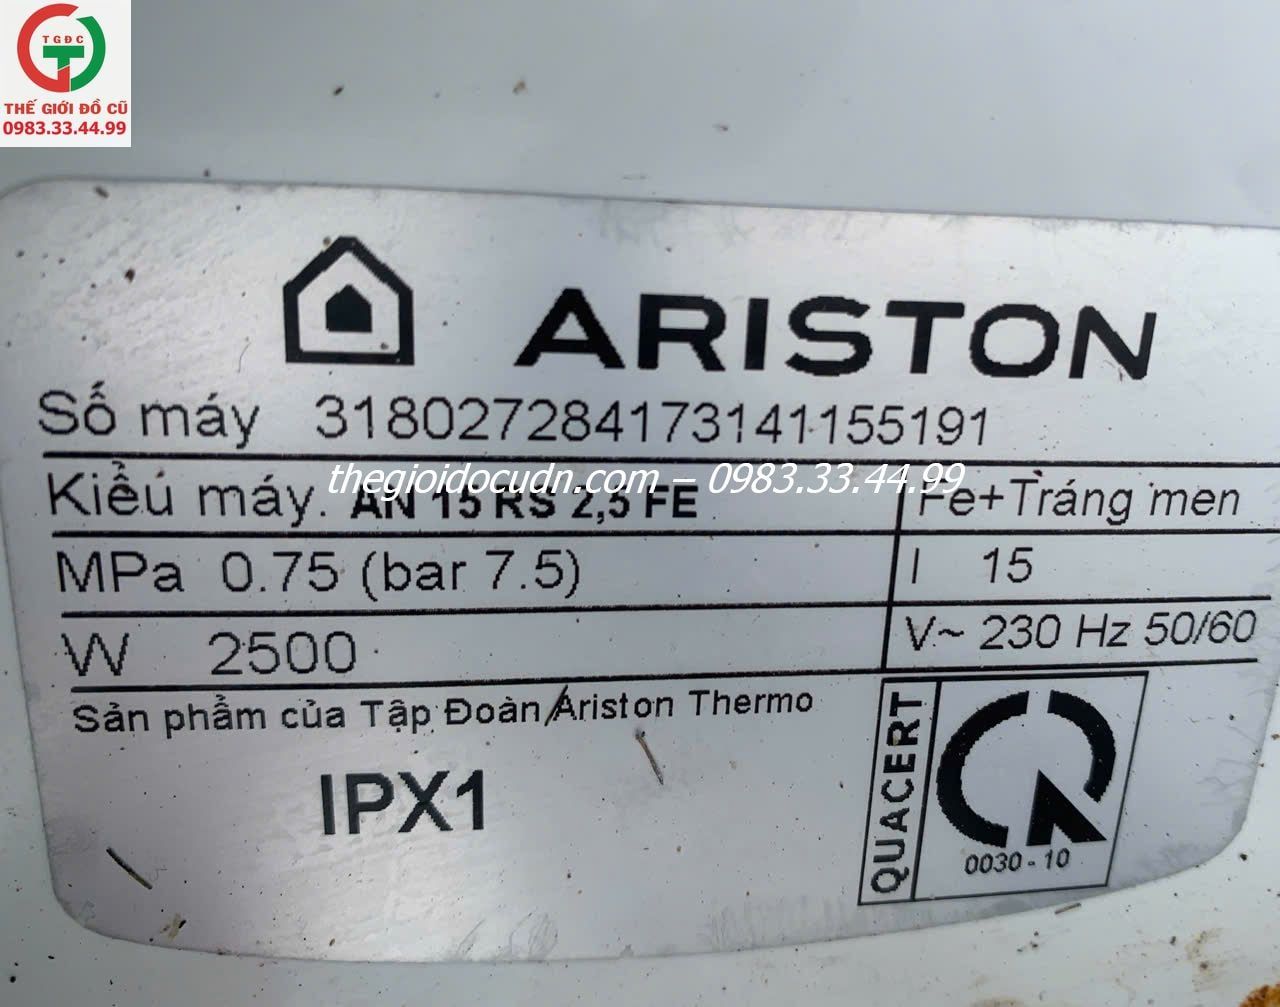 TGĐC
THẾ GIỚI ĐỒ CŨ
0983.33.44.99
ARISTON
Số máy 318027284173141155191
thegioidocudn.com – 0983.33.44.99
Kiểu máy. AN 15 RS 2,5 FE Fe+Tráng men
MPa 0.75 (bar 7.5) I 15
W 2500 V~ 230 Hz 50/60
Sản phẩm của Tập Đoàn Ariston Thermo
IPX1
QUACERT
0030 - 10